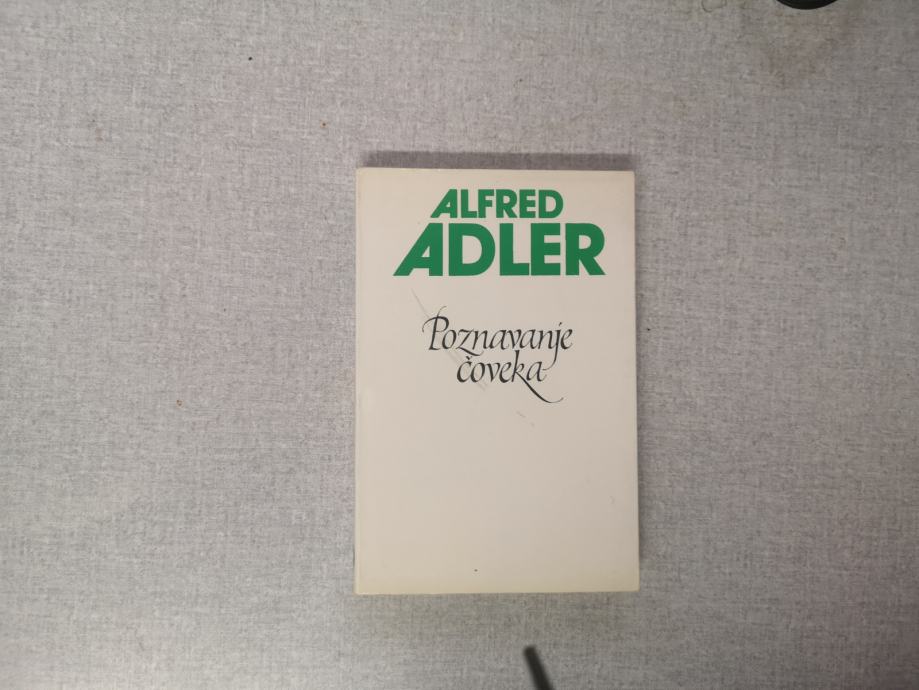 ALFRED
ADLER
Poznavanje
čoveka